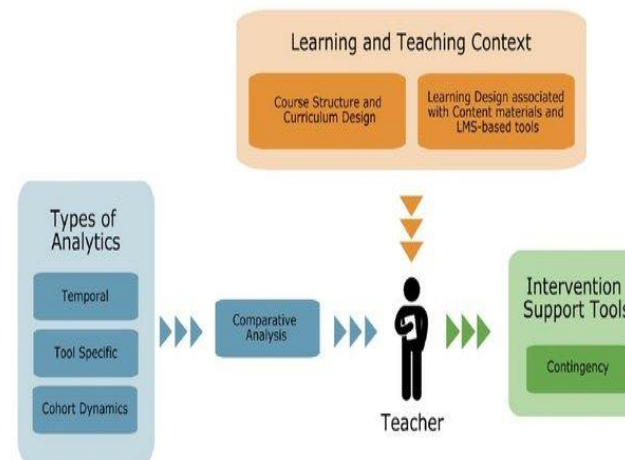 Learning and Teaching Context
Course Structure and
Curriculum Design
Learning Design associated
with Content materials and
LMS-based tools
Types of
Analytics
Temporal
Tool Specific
Cohort Dynamics
Comparative
Analysis
Teacher
Intervention
Support Tools
Contingency